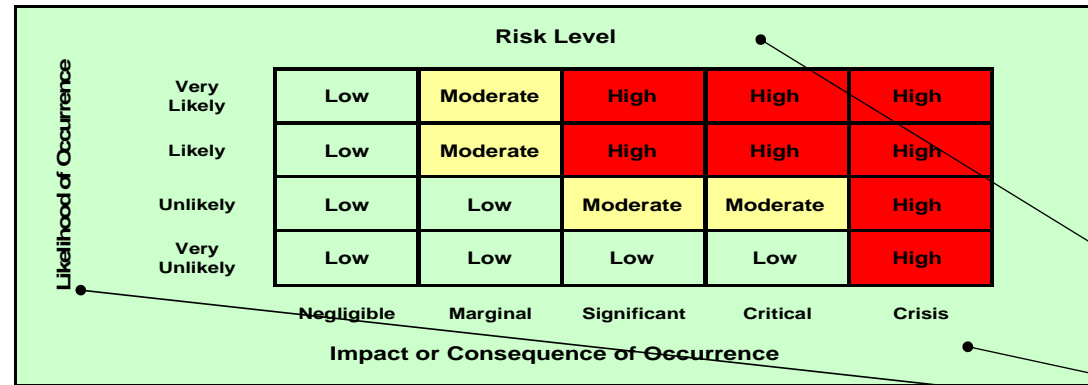 Risk Level
Likelihood of Occurrence
Very
Likely
Low Moderate High High High
Likely Low Moderate High High High
Unlikely Low Low Moderate Moderate High
Very
Unlikely
Low Low Low Low High
Negligible Marginal Significant Critical Crisis
Impact or Consequence of Occurrence